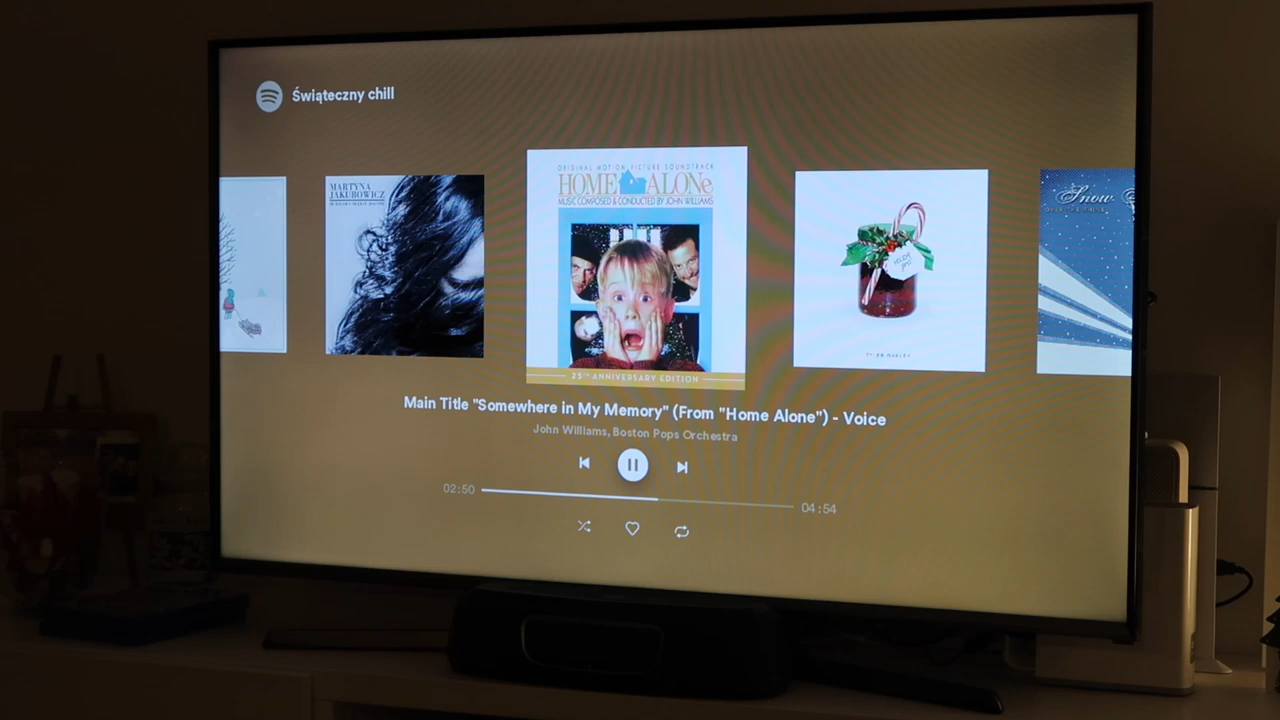 Świąteczny chill
MARTYNA
JAKUBOWICZ
ORIGINAL MOTION PICTURE SOUNDTRACK
HOME ALONe
MUSIC COMPOSED & CONDUCTED BY JOHN WILLIAMS
25TH ANNIVERSARY EDITION
Snow
Main Title "Somewhere in My Memory" (From "Home Alone") - Voice
John Williams, Boston Pops Orchestra
02:50
04:54